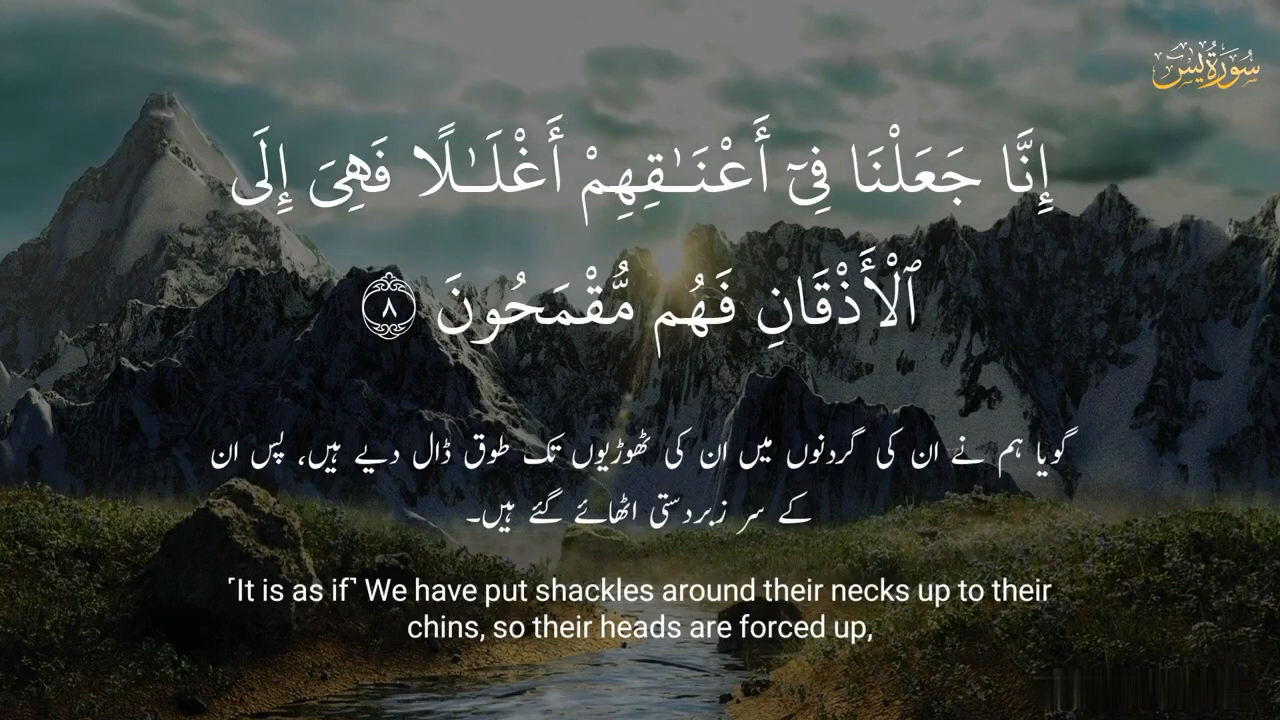 سُورَةُ يس
إِنَّا جَعَلْنَا فِىٓ أَعْنَـٰقِهِمْ أَغْلَـٰلًا فَهِىَ إِلَى
ٱلْأَذْقَانِ فَهُم مُّقْمَحُونَ ٨
گویا ہم نے ان کی گردنوں میں ان کی ٹھوڑیوں تک طوق ڈال دیے ہیں، پس ان
کے سر زبردستی اٹھائے گئے ہیں۔
˹It is as if˺ We have put shackles around their necks up to their
chins, so their heads are forced up,